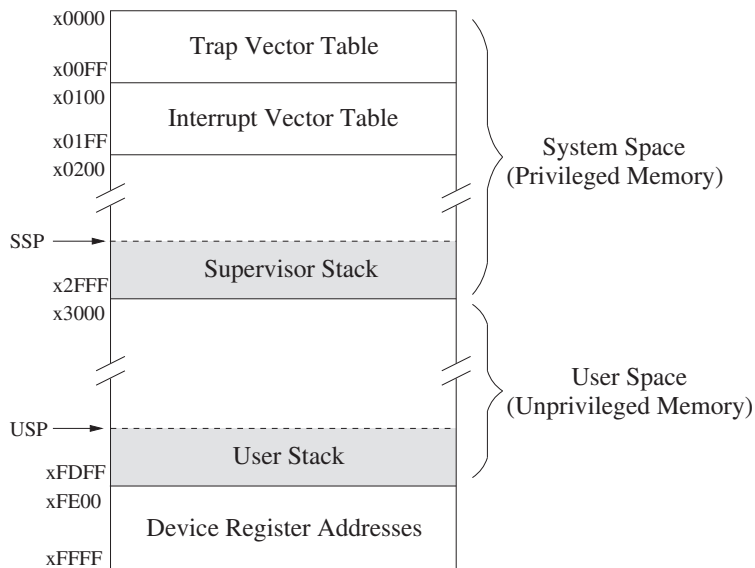 x0000
Trap Vector Table
x00FF
x0100
Interrupt Vector Table
x01FF
x0200
System Space
(Privileged Memory)
SSP
Supervisor Stack
x2FFF
x3000
User Space
(Unprivileged Memory)
USP
User Stack
xFDFF
xFE00
Device Register Addresses
xFFFF